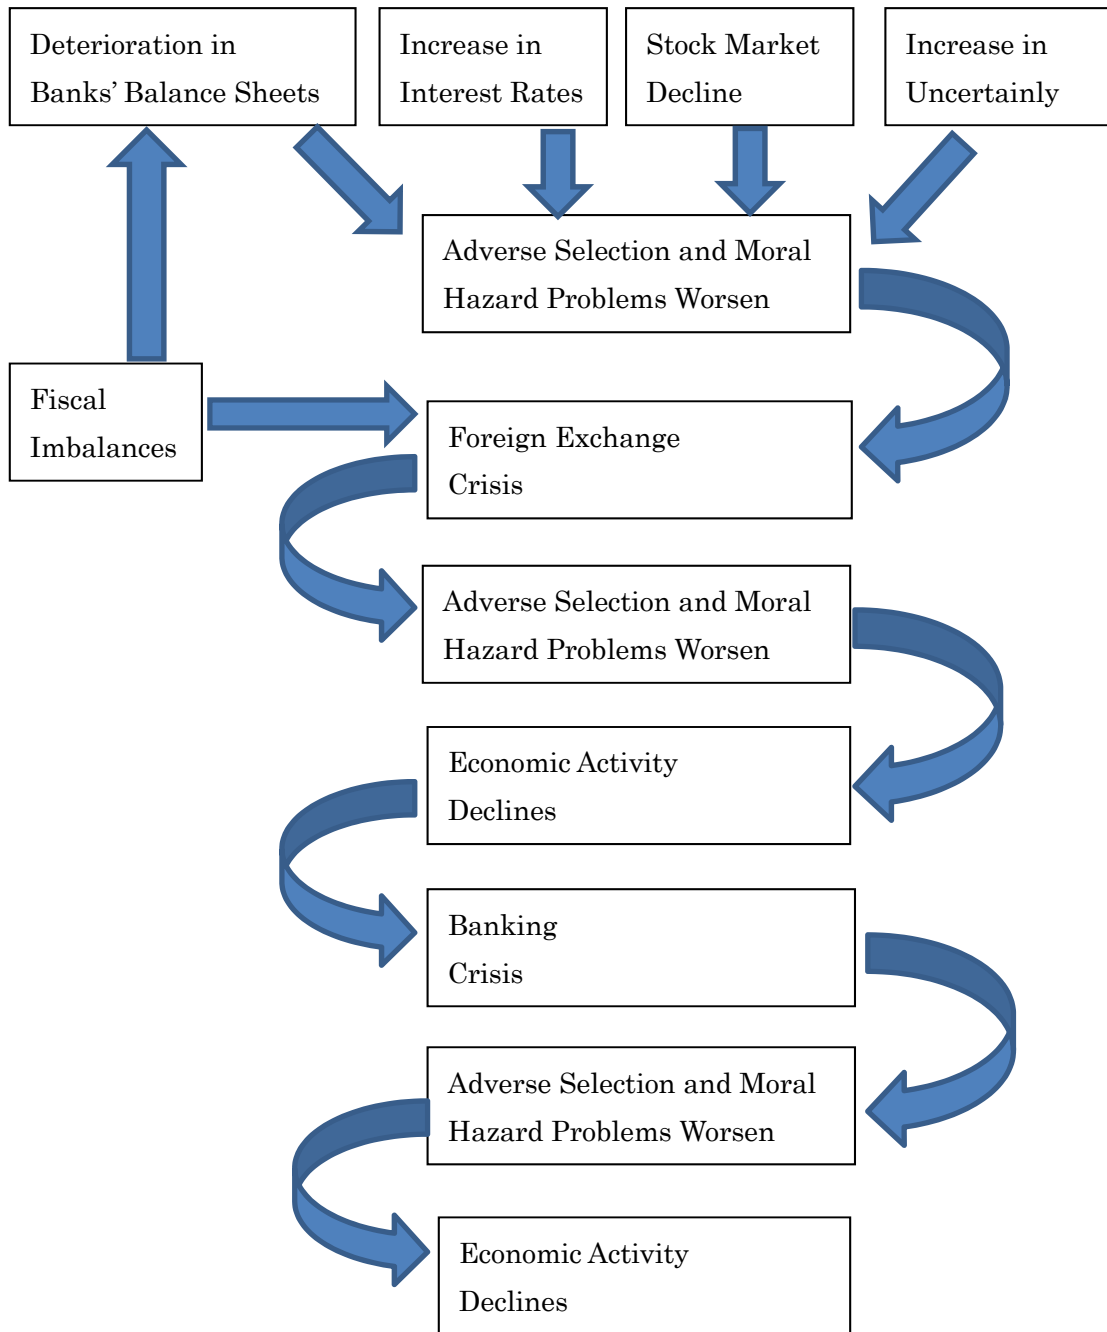 Deterioration in
Banks’ Balance Sheets
Increase in
Interest Rates
Stock Market
Decline
Increase in
Uncertainly
Adverse Selection and Moral
Hazard Problems Worsen
Fiscal
Imbalances
Foreign Exchange
Crisis
Adverse Selection and Moral
Hazard Problems Worsen
Economic Activity
Declines
Banking
Crisis
Adverse Selection and Moral
Hazard Problems Worsen
Economic Activity
Declines